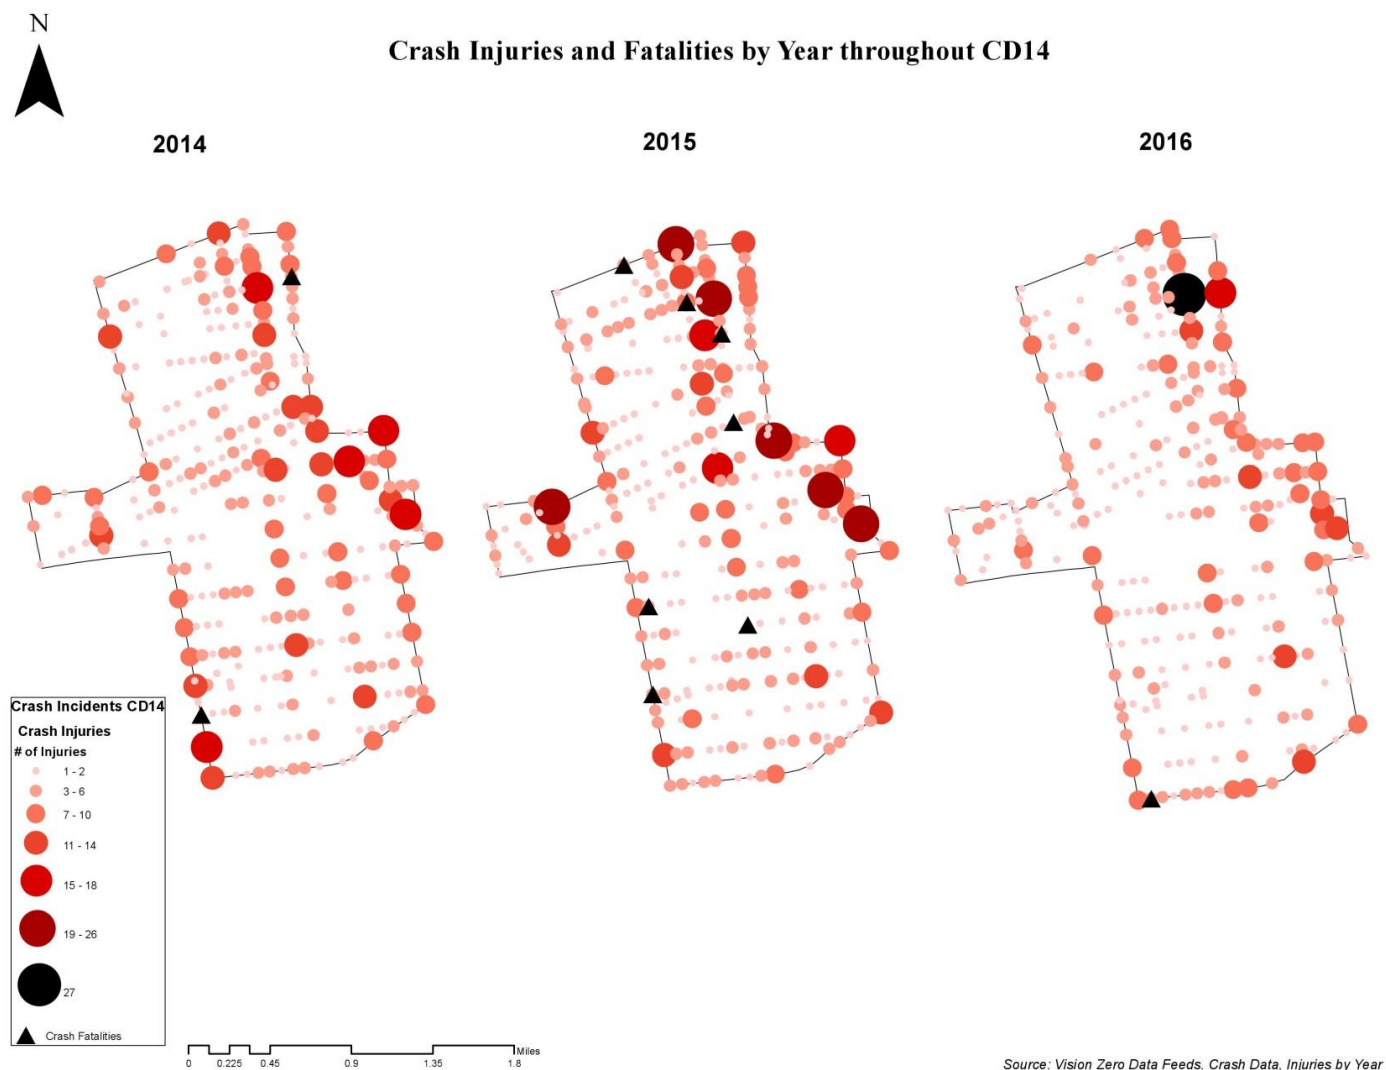 N
Crash Injuries and Fatalities by Year throughout CD14
2014
2015
2016
Crash Incidents CD14
Crash Injuries
# of Injuries
1 - 2
3 - 6
7 - 10
11 - 14
15 - 18
19 - 26
27
Crash Fatalities
Miles
0 0.225 0.45 0.9 1.35 1.8
Source: Vision Zero Data Feeds, Crash Data, Injuries by Year